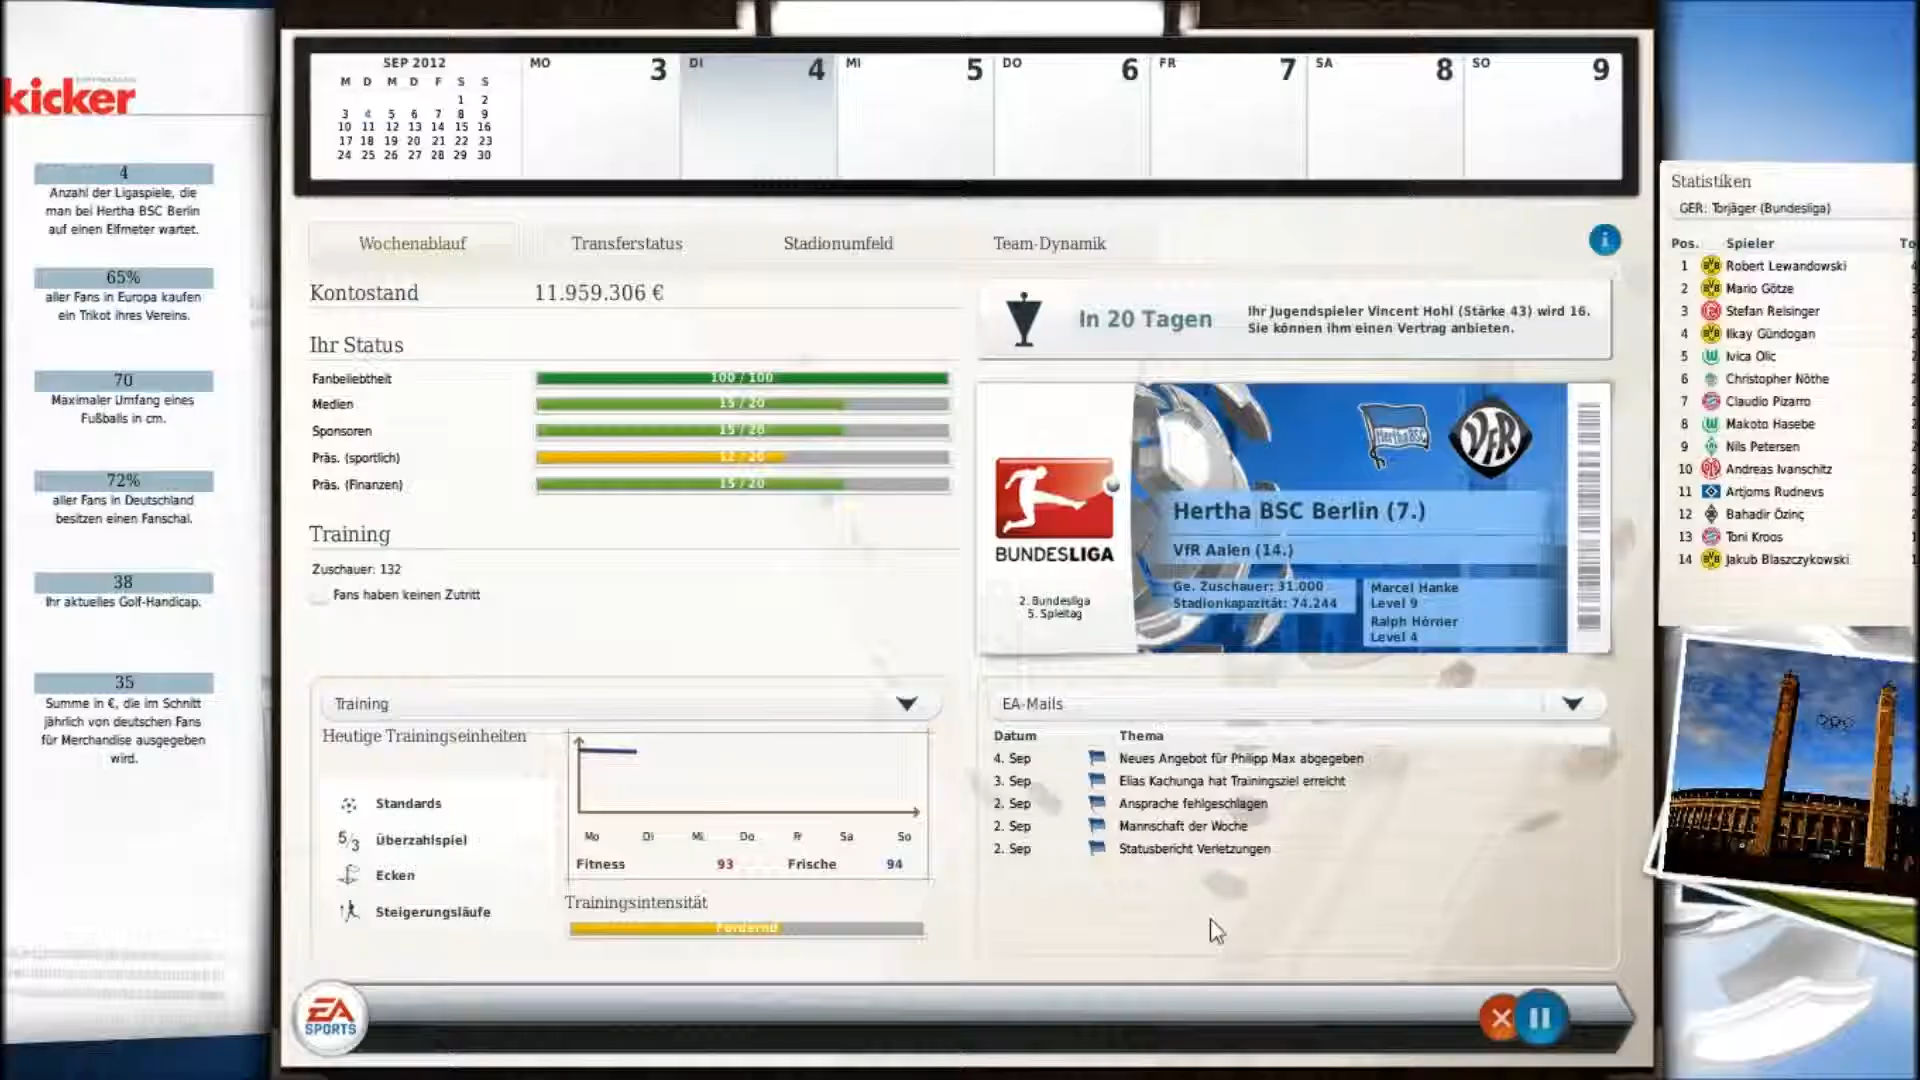 kicker
4
Anzahl der Ligaspiele, die
man bei Hertha BSC Berlin
auf einen Elfmeter wartet.
65%
aller Fans in Europa kaufen
ein Trikot ihres Vereins.
70
Maximaler Umfang eines
Fußballs in cm.
72%
aller Fans in Deutschland
besitzen einen Fanschal.
38
Ihr aktuelles Golf-Handicap.
35
Summe in €, die im Schnitt
jährlich von deutschen Fans
für Merchandise ausgegeben
wird.
SEP 2012
M D M D F S S
1 2
3 4 5 6 7 8 9
10 11 12 13 14 15 16
17 18 19 20 21 22 23
24 25 26 27 28 29 30
MO 3 DI 4 MI 5 DO 6 FR 7 SA 8 SO 9
Wochenablauf Transferstatus Stadionumfeld Team-Dynamik
i
Kontostand 11.959.306 €
Ihr Status
Fanbeliebtheit 100 / 100
Medien 15 / 20
Sponsoren 15 / 20
Präs. (sportlich) 12 / 20
Präs. (Finanzen) 15 / 20
Training
Zuschauer: 132
Fans haben keinen Zutritt
In 20 Tagen
Ihr Jugendspieler Vincent Hohl (Stärke 43) wird 16.
Sie können ihm einen Vertrag anbieten.
BUNDESLIGA
2. Bundesliga
5. Spieltag
Hertha BSC
VfR
Hertha BSC Berlin (7.)
VfR Aalen (14.)
Ge. Zuschauer: 31.000
Stadionkapazität: 74.244
Marcel Hanke
Level 9
Ralph Hörner
Level 4
Training
Heutige Trainingseinheiten
Standards
5/3 Überzahlspiel
Ecken
Steigerungsläufe
Mo Di Mi Do Fr Sa So
Fitness 93 Frische 94
Trainingsintensität
Fordernd
EA-Mails
Datum Thema
4. Sep Neues Angebot für Philipp Max abgegeben
3. Sep Elias Kachunga hat Trainingsziel erreicht
2. Sep Ansprache fehlgeschlagen
2. Sep Mannschaft der Woche
2. Sep Statusbericht Verletzungen
EA
SPORTS
Statistiken
GER: Torjäger (Bundesliga)
Pos. Spieler To
1 Robert Lewandowski
2 Mario Götze
3 Stefan Reisinger
4 Ilkay Gündogan
5 Ivica Olic
6 Christopher Nöthe
7 Claudio Pizarro
8 Makoto Hasebe
9 Nils Petersen
10 Andreas Ivanschitz
11 Artjoms Rudnevs
12 Bahadir Özinç
13 Toni Kroos
14 Jakub Blaszczykowski